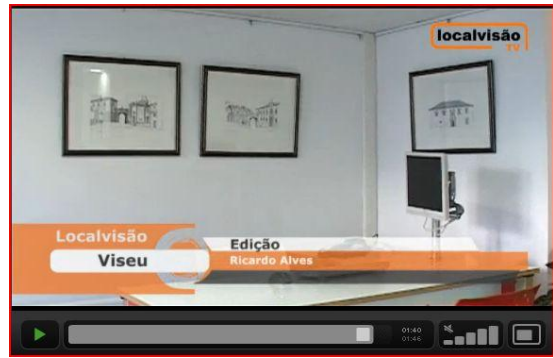 localvisão
TV
Localvisão
Viseu
Edição
Ricardo Alves
01:40
01:46